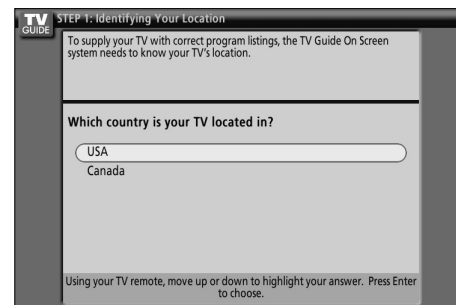 TV
GUIDE
STEP 1: Identifying Your Location
To supply your TV with correct program listings, the TV Guide On Screen
system needs to know your TV's location.
Which country is your TV located in?
USA
Canada
Using your TV remote, move up or down to highlight your answer. Press Enter
to choose.